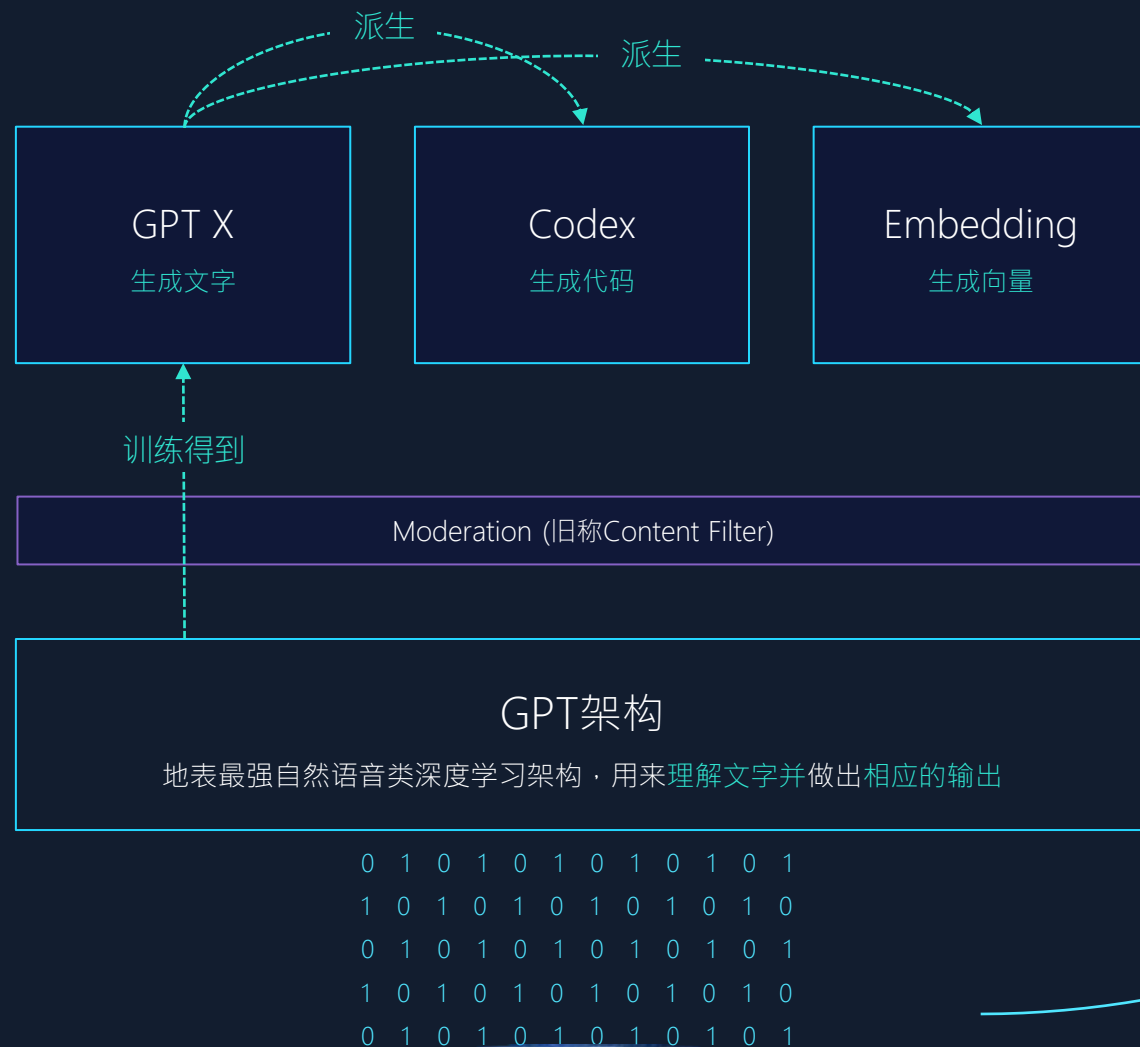 派生
派生
GPT X
生成文字
Codex
生成代码
Embedding
生成向量
训练得到
Moderation (旧称Content Filter)
GPT架构
地表最强自然语音类深度学习架构，用来理解文字并做出相应的输出
0 1 0 1 0 1 0 1 0 1 0 1
1 0 1 0 1 0 1 0 1 0 1 0
0 1 0 1 0 1 0 1 0 1 0 1
1 0 1 0 1 0 1 0 1 0 1 0
0 1 0 1 0 1 0 1 0 1 0 1